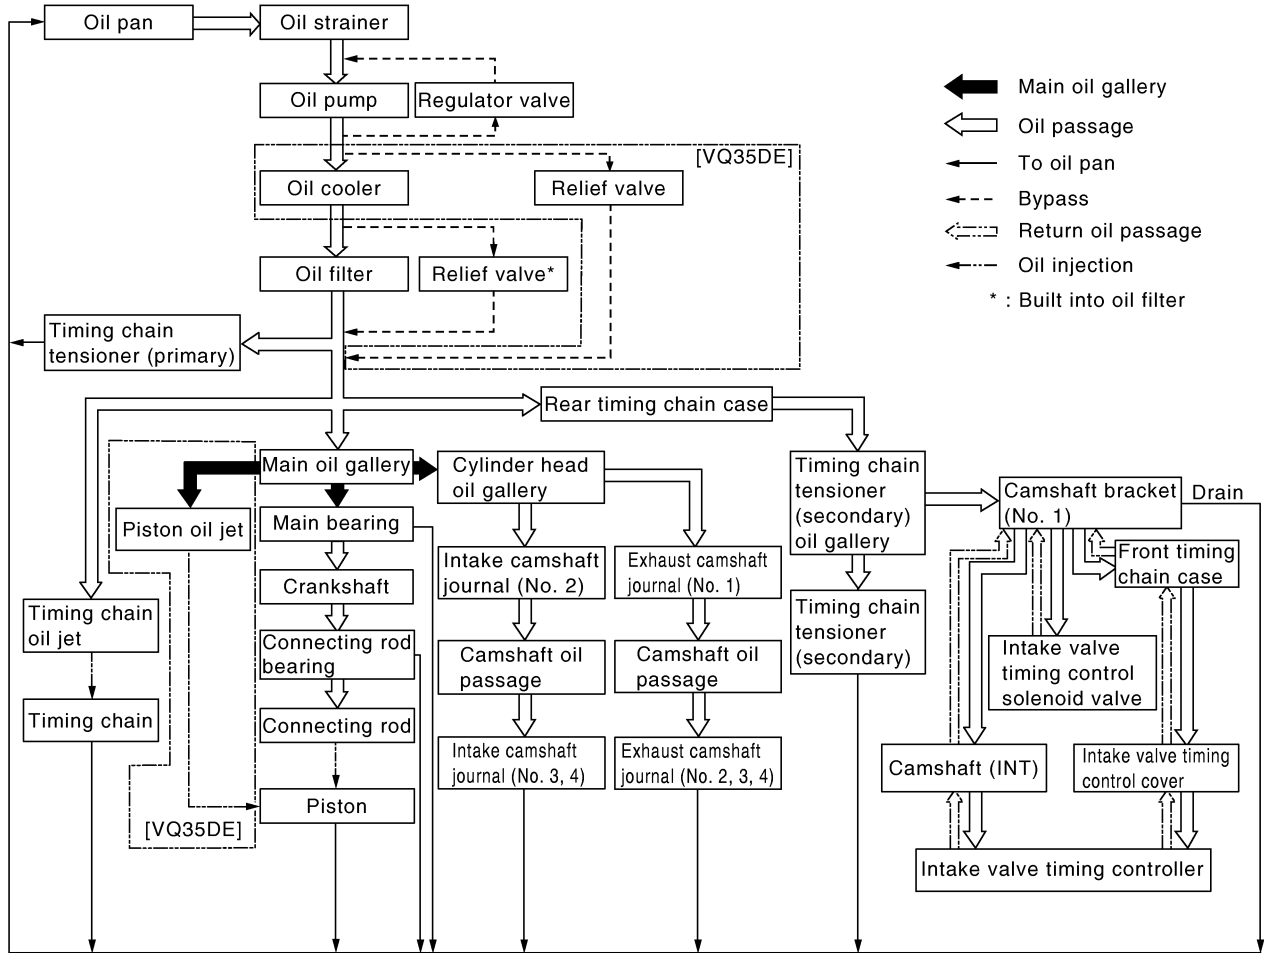 Oil pan
Oil strainer
Oil pump
Regulator valve
[VQ35DE]
Oil cooler
Relief valve
Oil filter
Relief valve*
Main oil gallery
Oil passage
To oil pan
Bypass
Return oil passage
Oil injection
* : Built into oil filter
Timing chain
tensioner (primary)
Rear timing chain case
Main oil gallery
Cylinder head
oil gallery
Timing chain
tensioner
(secondary)
oil gallery
Camshaft bracket
(No. 1)
Drain
Piston oil jet
Main bearing
Intake camshaft
journal (No. 2)
Exhaust camshaft
journal (No. 1)
Front timing
chain case
Crankshaft
Timing chain
oil jet
Connecting rod
bearing
Camshaft oil
passage
Camshaft oil
passage
Timing chain
tensioner
(secondary)
Intake valve
timing control
solenoid valve
Timing chain
Connecting rod
Intake camshaft
journal (No. 3, 4)
Exhaust camshaft
journal (No. 2, 3, 4)
Camshaft (INT)
Intake valve timing
control cover
Piston
[VQ35DE]
Intake valve timing controller